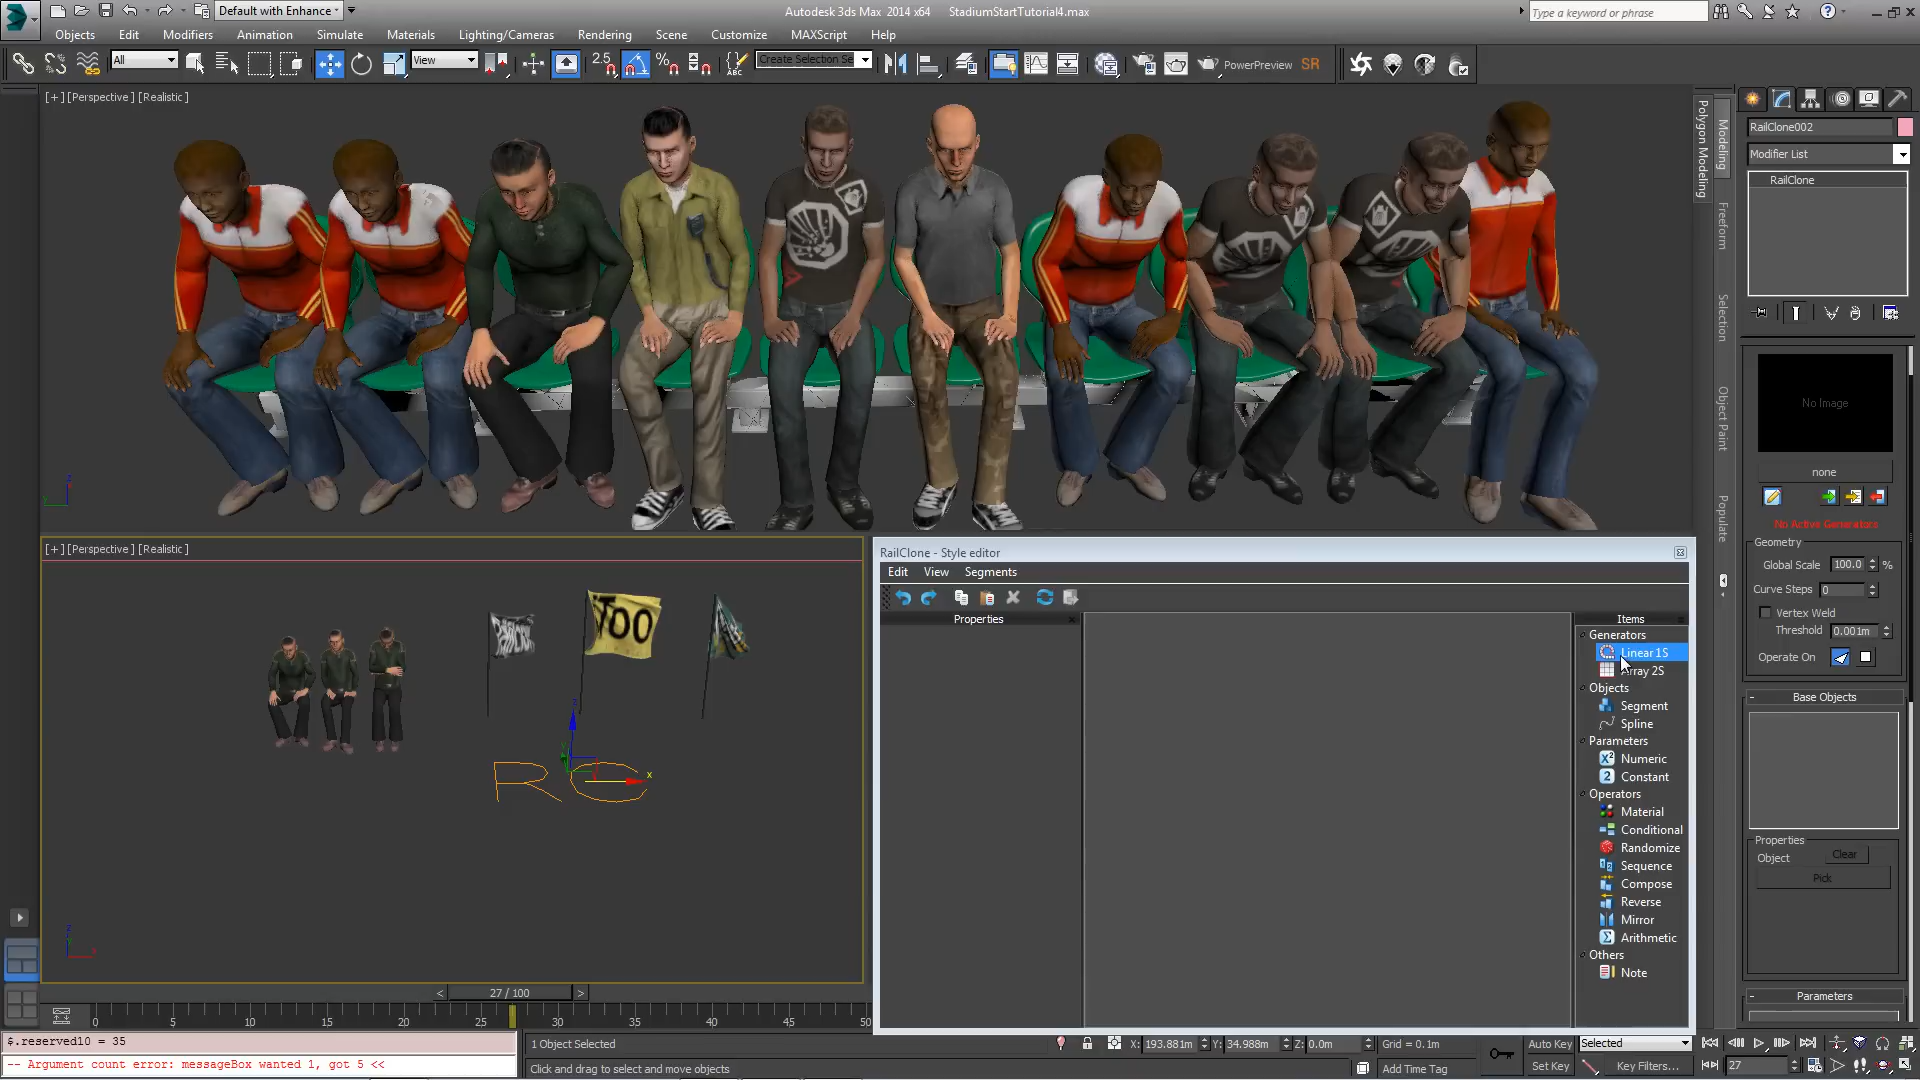 Default with Enhance
Autodesk 3ds Max 2014 x64 StadiumStartTutorial4.max
Type a keyword or phrase
Objects Edit Modifiers Animation Simulate Materials Lighting/Cameras Rendering Scene Customize MAXScript Help
All View 2.5 Create Selection Se PowerPreview SR
[+] [Perspective] [Realistic]
Modeling
Polygon Modeling
Freeform
Selection
Object Paint
Populate
RailClone002
Modifier List
RailClone
No Image
none
No Active Generators
Geometry
Global Scale 100.0 %
Curve Steps 0
Vertex Weld
Threshold 0.001m
Operate On
Base Objects
Properties
Object Clear
Pick
Parameters
[+] [Perspective] [Realistic]
TOO
x
RailClone - Style editor
Edit View Segments
Properties
Items
Generators
Linear 1S
Array 2S
Objects
Segment
Spline
Parameters
Numeric
Constant
Operators
Material
Conditional
Randomize
Sequence
Compose
Reverse
Mirror
Arithmetic
Others
Note
< 27 / 100 >
0 5 10 15 20 25 30 35 40 45 50
$.reserved10 = 35
-- Argument count error: messageBox wanted 1, got 5 <<
1 Object Selected
X: 193.881m Y: 34.988m Z: 0.0m Grid = 0.1m
Auto Key Selected
Click and drag to select and move objects
Add Time Tag
Set Key Key Filters... 27